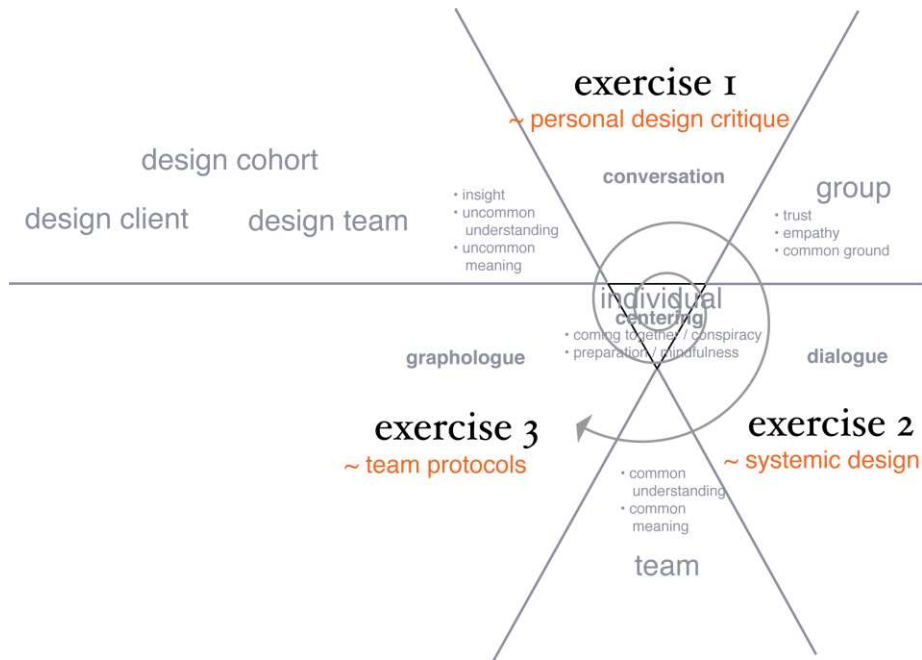 exercise 1
~ personal design critique
conversation
design cohort
design client
design team
• insight
• uncommon
understanding
• uncommon
meaning
group
• trust
• empathy
• common ground
individual
centering
• coming together / conspiracy
• preparation / mindfulness
graphologue
dialogue
exercise 3
~ team protocols
exercise 2
~ systemic design
• common
understanding
• common
meaning
team